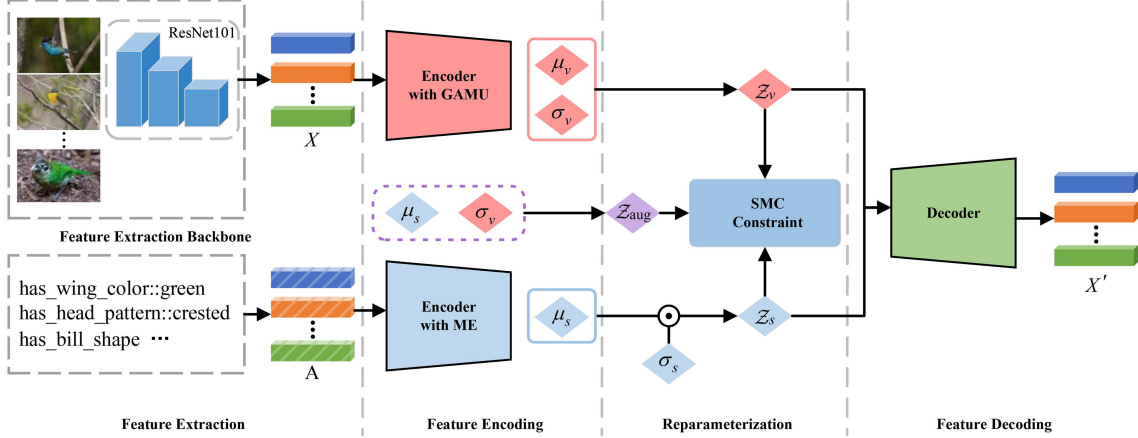 ResNet101
X
Encoder
with GAMU
μv
σv
Zv
Feature Extraction Backbone
μs
σv
Zaug
SMC
Constraint
Decoder
X′
has_wing_color::green
has_head_pattern::crested
has_bill_shape ···
A
Encoder
with ME
μs
σs
Zs
Feature Extraction
Feature Encoding
Reparameterization
Feature Decoding